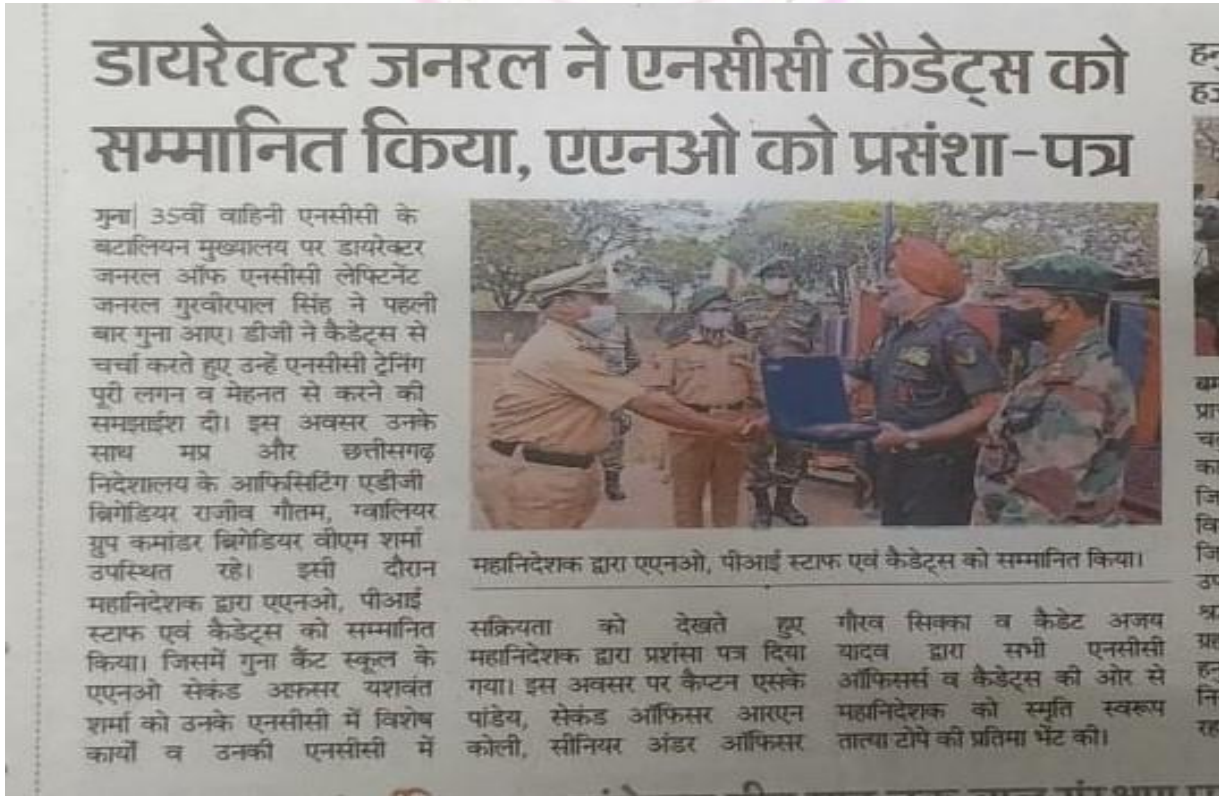 डायरेक्टर जनरल ने एनसीसी कैडेट्स को
सम्मानित किया, एएनओ को प्रसंशा-पत्र
गुना| 35वीं वाहिनी एनसीसी के
बटालियन मुख्यालय पर डायरेक्टर
जनरल ऑफ एनसीसी लेफ्टिनेंट
जनरल गुरवीरपाल सिंह ने पहली
बार गुना आए। डीजी ने कैडेट्स से
चर्चा करते हुए उन्हें एनसीसी ट्रेनिंग
पूरी लगन व मेहनत से करने की
समझाईश दी। इस अवसर उनके
साथ मप्र और छत्तीसगढ़
निदेशालय के आफिसिटिंग एडीजी
ब्रिगेडियर राजीव गौतम, ग्वालियर
ग्रुप कमांडर ब्रिगेडियर वीएम शर्मा
उपस्थित रहे। इसी दौरान
महानिदेशक द्वारा एएनओ, पीआई
स्टाफ एवं कैडेट्स को सम्मानित
किया। जिसमें गुना कैंट स्कूल के
एएनओ सेकंड अफ़सर यशवंत
शर्मा को उनके एनसीसी में विशेष
कार्यों व उनकी एनसीसी में
महानिदेशक द्वारा एएनओ, पीआई स्टाफ एवं कैडेट्स को सम्मानित किया।
सक्रियता को देखते हुए
महानिदेशक द्वारा प्रशंसा पत्र दिया
गया। इस अवसर पर कैप्टन एसके
पांडेय, सेकंड ऑफिसर आरएन
कोली, सीनियर अंडर ऑफिसर
गौरव सिक्का व कैडेट अजय
यादव द्वारा सभी एनसीसी
ऑफिसर्स व कैडेट्स की ओर से
महानिदेशक को स्मृति स्वरूप
तात्या टोपे की प्रतिमा भेंट की।